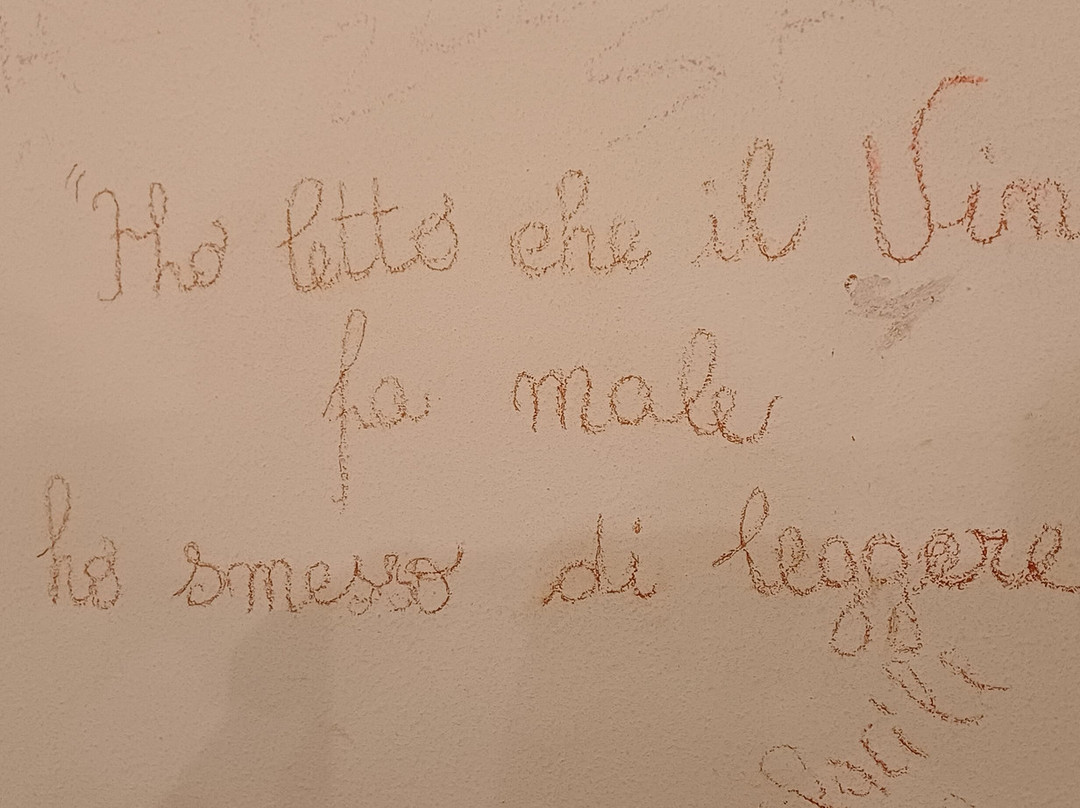 "Ho letto che il Vin
fa male
ho smesso di leggere